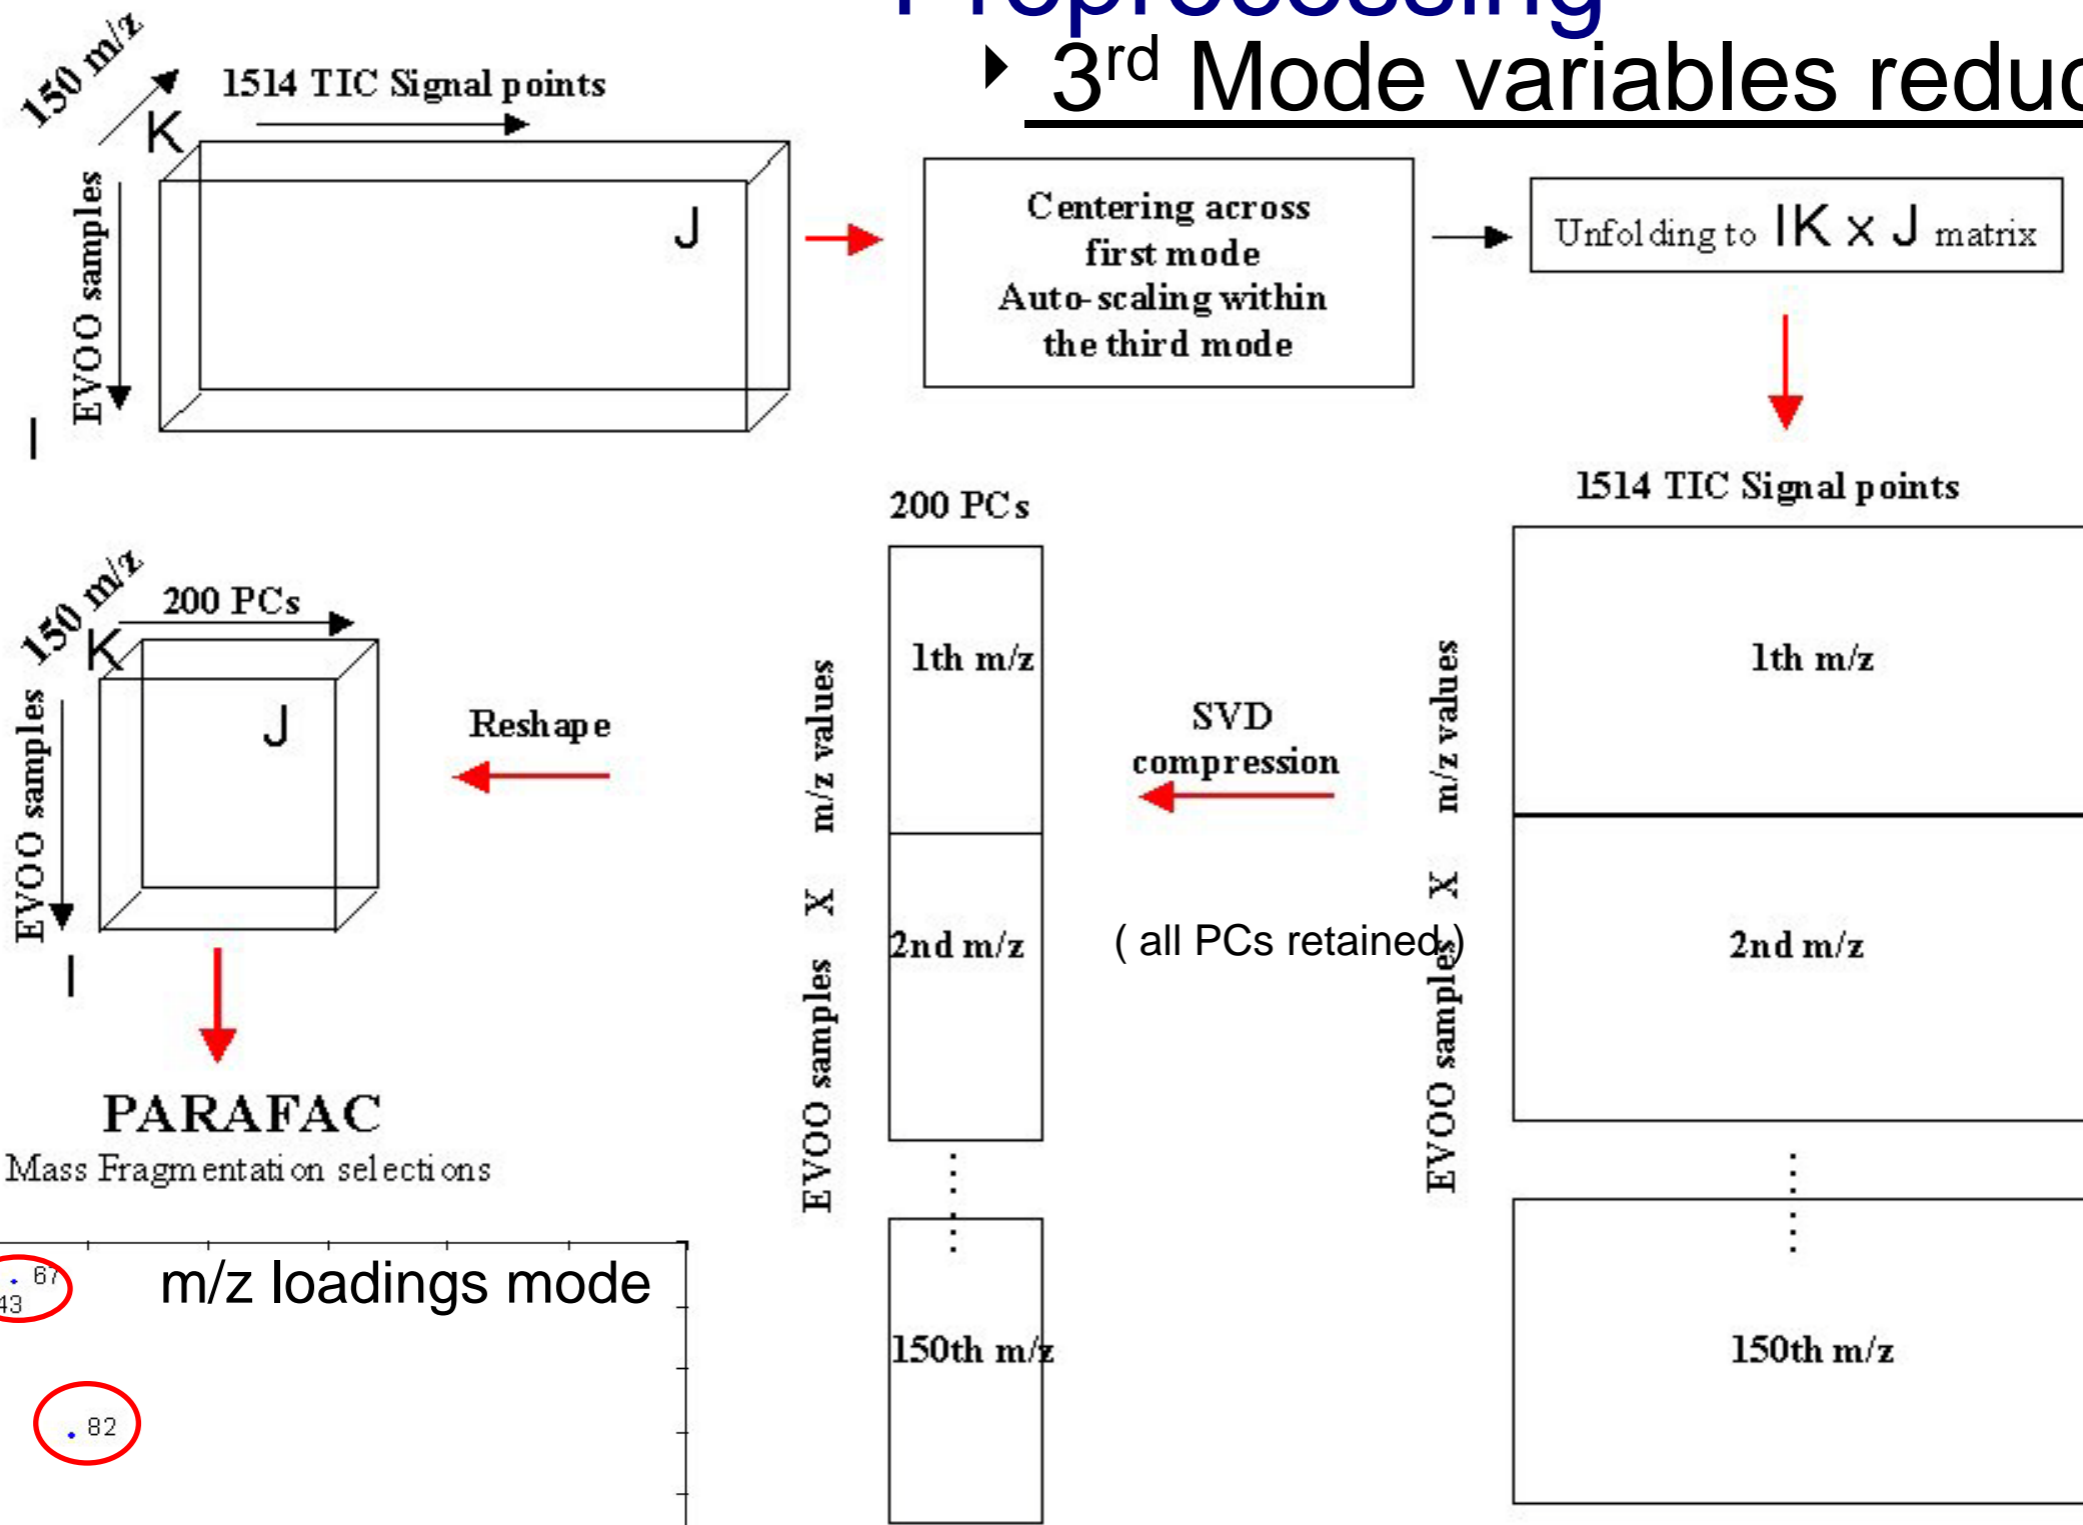 Preprocessing
3rd Mode variables
150 m/z
1514 TIC Signal points
K
J
EVOO samples
I
Centering across
first mode
Auto-scaling within
the third mode
Unfolding to IK x J matrix
1514 TIC Signal points
m/z values
X
EVOO samples
1th m/z
2nd m/z
150th m/z
SVD
compression
( all PCs retained )
200 PCs
m/z values
X
EVOO samples
1th m/z
2nd m/z
150th m/z
Reshape
150 m/z
200 PCs
K
J
EVOO samples
I
PARAFAC
Mass Fragmentation selections
m/z loadings mode
67
43
82